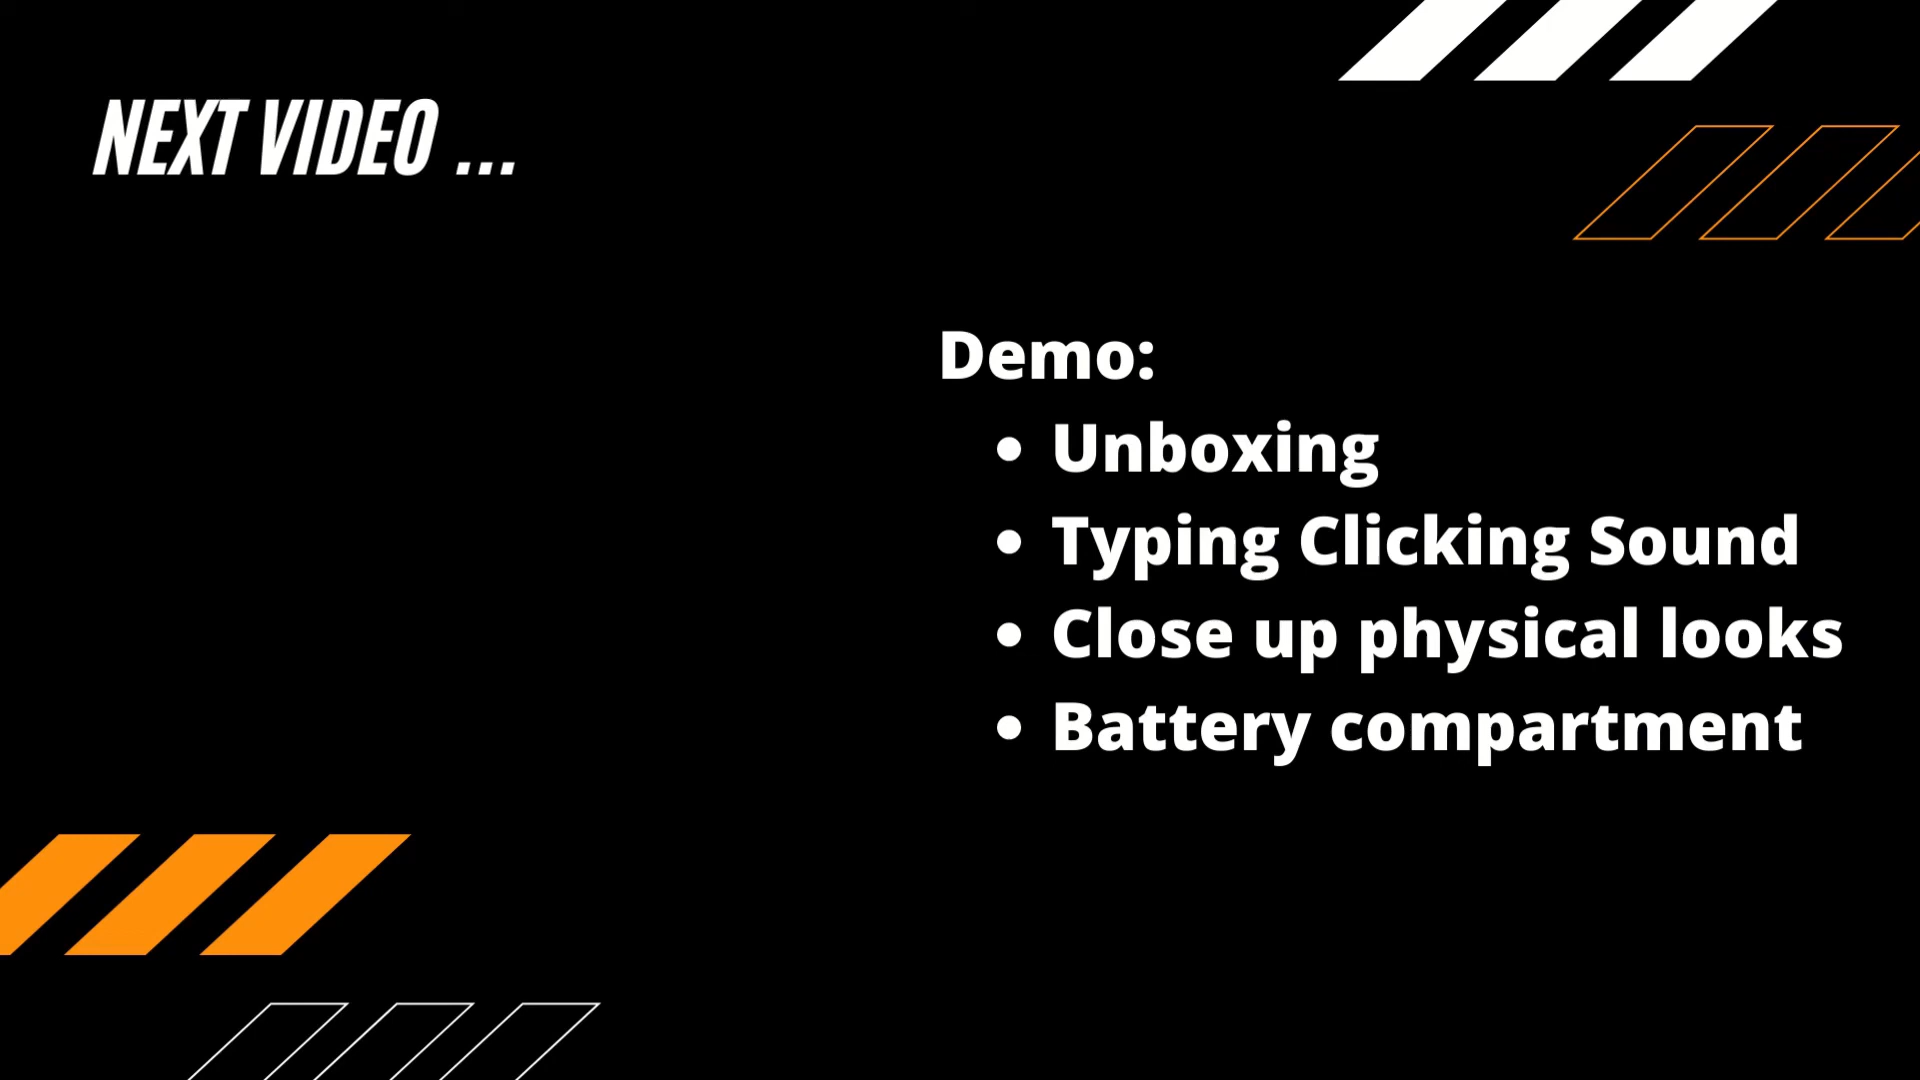 NEXT VIDEO ...
Demo:
• Unboxing
• Typing Clicking Sound
• Close up physical looks
• Battery compartment